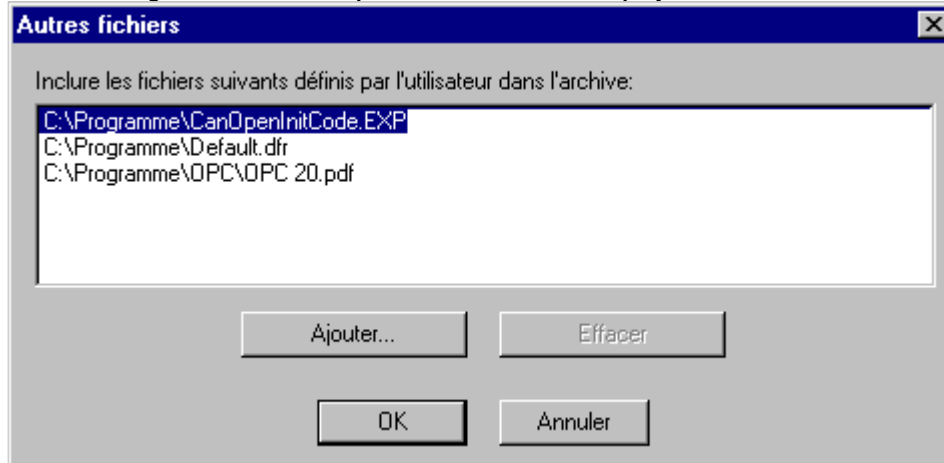 Autres fichiers
Inclure les fichiers suivants définis par l'utilisateur dans l'archive:
C:\Programme\CanOpenInitCode.EXP
C:\Programme\Default.dfr
C:\Programme\OPC\OPC 20.pdf
Ajouter...
Effacer
OK
Annuler